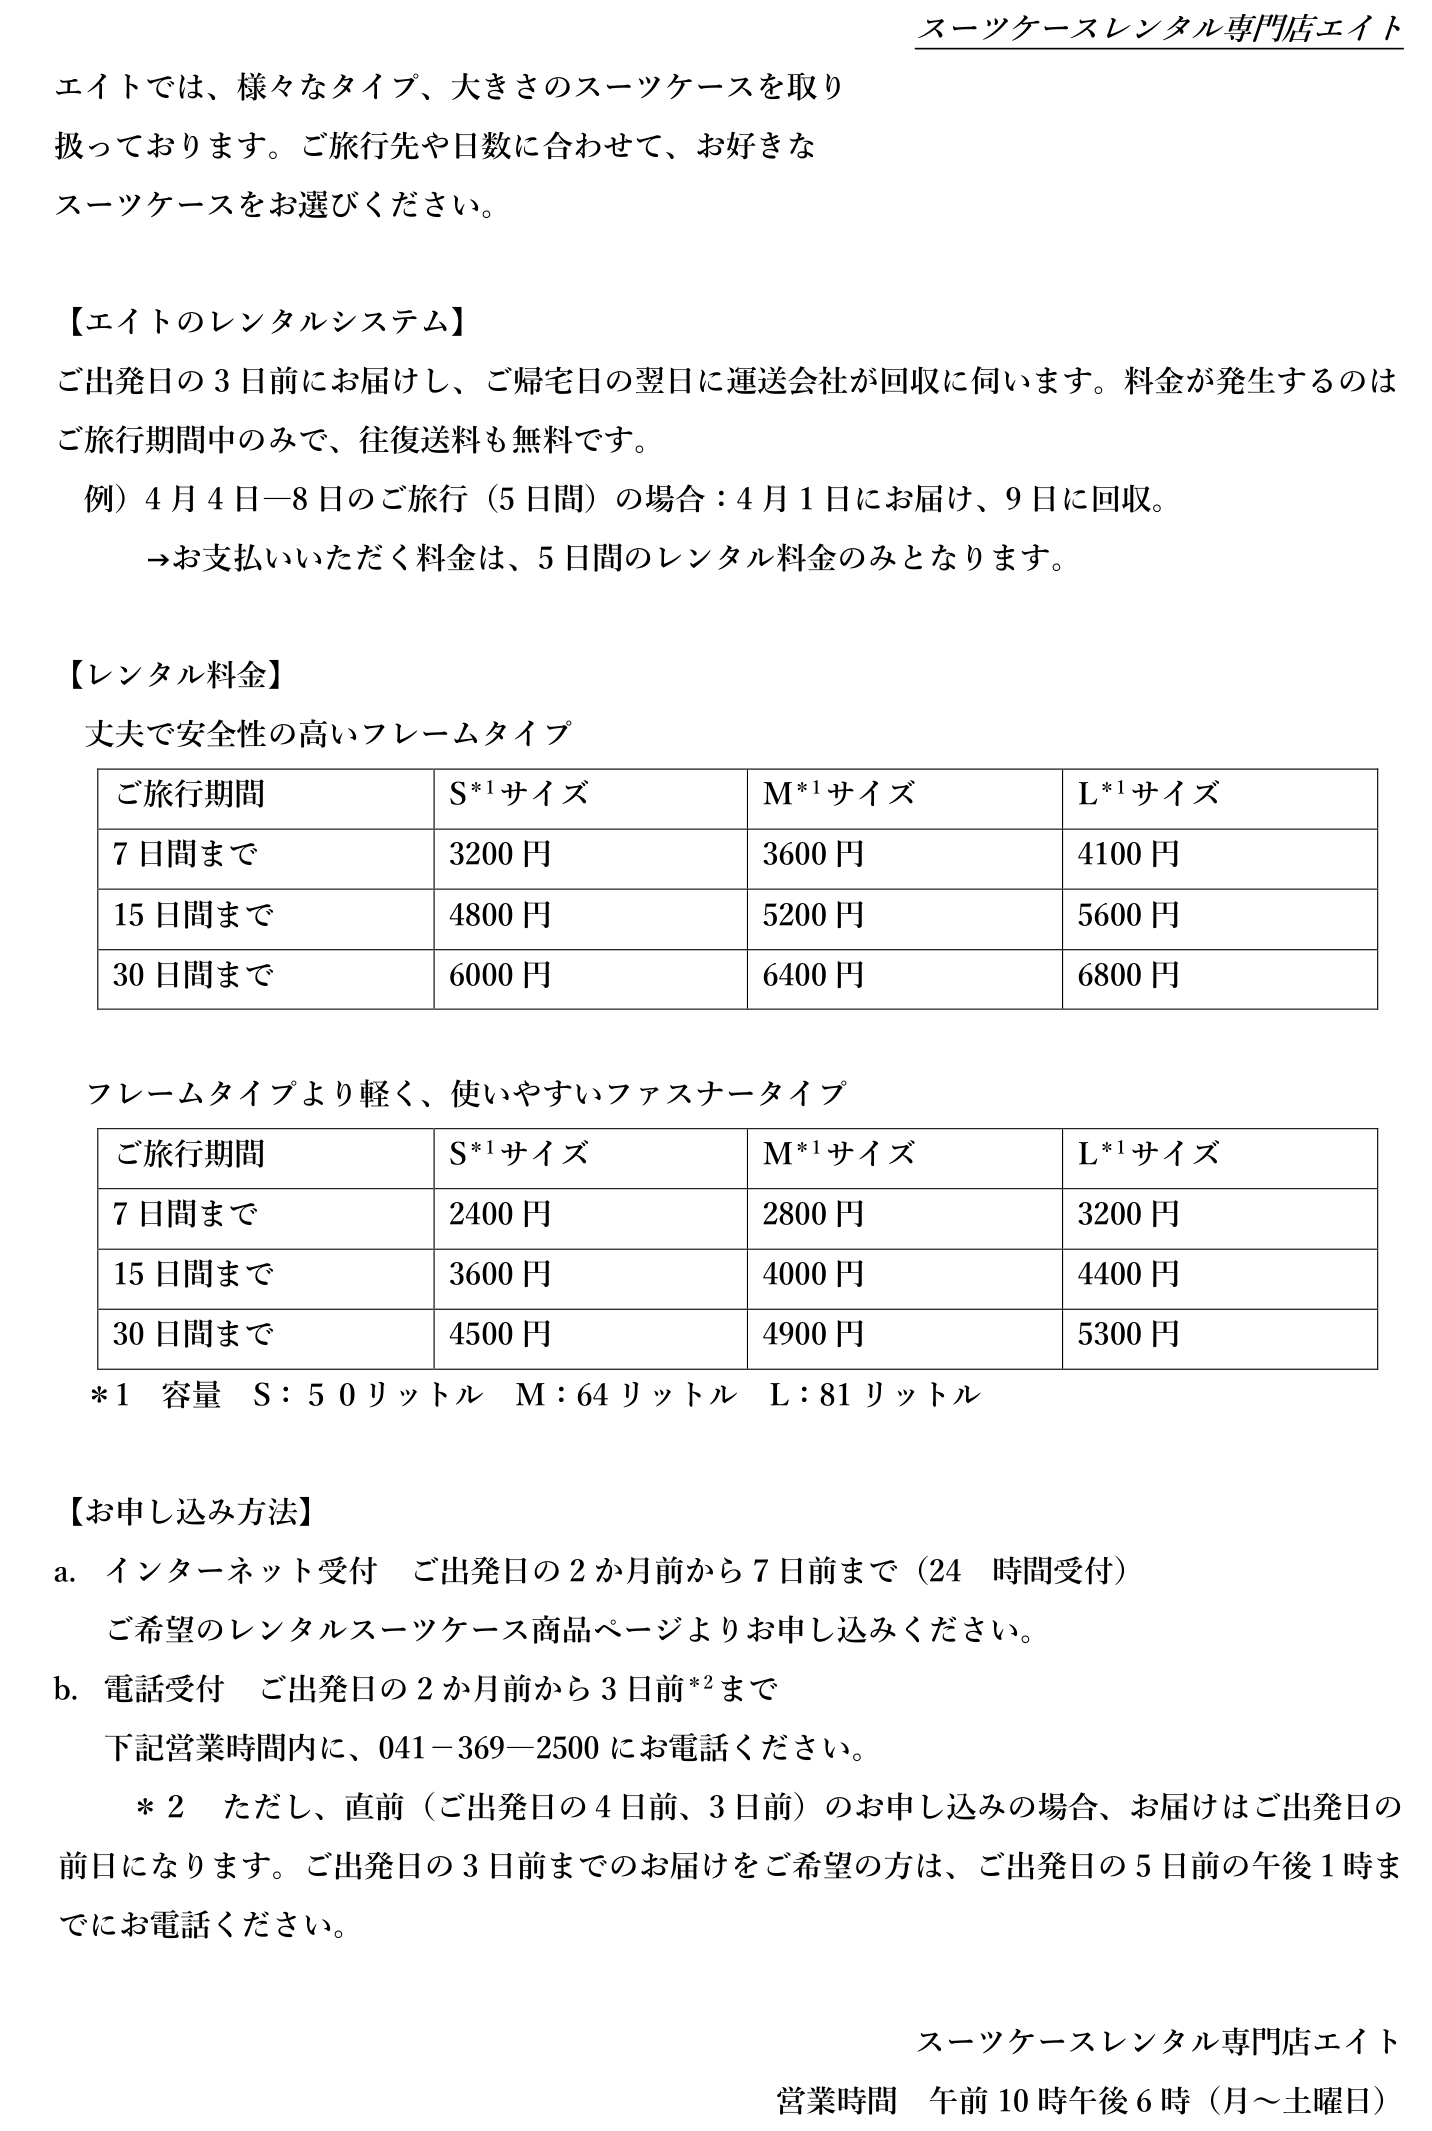 スーツケースレンタル専門店エイト
エイトでは、様々なタイプ、大きさのスーツケースを取り
扱っております。ご旅行先や日数に合わせて、お好きな
スーツケースをお選びください。
【エイトのレンタルシステム】
ご出発日の 3 日前にお届けし、ご帰宅日の翌日に運送会社が回収に伺います。料金が発生するのは
ご旅行期間中のみで、往復送料も無料です。
例）4 月 4 日―8 日のご旅行（5 日間）の場合：4 月 1 日にお届け、9 日に回収。
→お支払いいただく料金は、5 日間のレンタル料金のみとなります。
【レンタル料金】
丈夫で安全性の高いフレームタイプ
ご旅行期間 S*1サイズ M*1サイズ L*1サイズ
7 日間まで 3200 円 3600 円 4100 円
15 日間まで 4800 円 5200 円 5600 円
30 日間まで 6000 円 6400 円 6800 円
フレームタイプより軽く、使いやすいファスナータイプ
ご旅行期間 S*1サイズ M*1サイズ L*1サイズ
7 日間まで 2400 円 2800 円 3200 円
15 日間まで 3600 円 4000 円 4400 円
30 日間まで 4500 円 4900 円 5300 円
＊1　容量　S：５０リットル　M：64 リットル　L：81 リットル
【お申し込み方法】
a.　インターネット受付　ご出発日の 2 か月前から 7 日前まで（24　時間受付）
ご希望のレンタルスーツケース商品ページよりお申し込みください。
b.　電話受付　ご出発日の 2 か月前から 3 日前*2まで
下記営業時間内に、041－369―2500 にお電話ください。
＊２　ただし、直前（ご出発日の 4 日前、3 日前）のお申し込みの場合、お届けはご出発日の
前日になります。ご出発日の 3 日前までのお届けをご希望の方は、ご出発日の 5 日前の午後 1 時ま
でにお電話ください。
スーツケースレンタル専門店エイト
営業時間　午前 10 時午後 6 時（月〜土曜日）